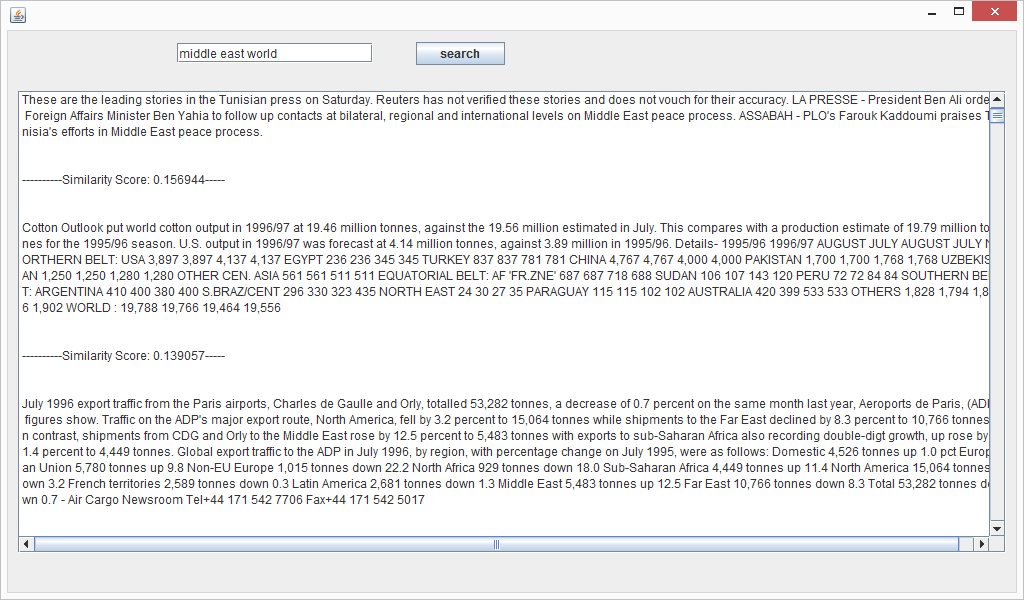 middle east world
search
These are the leading stories in the Tunisian press on Saturday. Reuters has not verified these stories and does not vouch for their accuracy. LA PRESSE - President Ben Ali orde
Foreign Affairs Minister Ben Yahia to follow up contacts at bilateral, regional and international levels on Middle East peace process. ASSABAH - PLO's Farouk Kaddoumi praises T
nisia's efforts in Middle East peace process.
----------Similarity Score: 0.156944-----
Cotton Outlook put world cotton output in 1996/97 at 19.46 million tonnes, against the 19.56 million estimated in July. This compares with a production estimate of 19.79 million to
nes for the 1995/96 season. U.S. output in 1996/97 was forecast at 4.14 million tonnes, against 3.89 million in 1995/96. Details- 1995/96 1996/97 AUGUST JULY AUGUST JULY N
ORTHERN BELT: USA 3,897 3,897 4,137 4,137 EGYPT 236 236 345 345 TURKEY 837 837 781 781 CHINA 4,767 4,767 4,000 4,000 PAKISTAN 1,700 1,700 1,768 1,768 UZBEKIS
AN 1,250 1,250 1,280 1,280 OTHER CEN. ASIA 561 561 511 511 EQUATORIAL BELT: AF 'FR.ZNE' 687 687 718 688 SUDAN 106 107 143 120 PERU 72 72 84 84 SOUTHERN BE
T: ARGENTINA 410 400 380 400 S.BRAZ/CENT 296 330 323 435 NORTH EAST 24 30 27 35 PARAGUAY 115 115 102 102 AUSTRALIA 420 399 533 533 OTHERS 1,828 1,794 1,8
6 1,902 WORLD : 19,788 19,766 19,464 19,556
----------Similarity Score: 0.139057-----
July 1996 export traffic from the Paris airports, Charles de Gaulle and Orly, totalled 53,282 tonnes, a decrease of 0.7 percent on the same month last year, Aeroports de Paris, (AD
figures show. Traffic on the ADP's major export route, North America, fell by 3.2 percent to 15,064 tonnes while shipments to the Far East declined by 8.3 percent to 10,766 tonnes
n contrast, shipments from CDG and Orly to the Middle East rose by 12.5 percent to 5,483 tonnes with exports to sub-Saharan Africa also recording double-digt growth, up rose by
1.4 percent to 4,449 tonnes. Global export traffic to the ADP in July 1996, by region, with percentage change on July 1995, were as follows: Domestic 4,526 tonnes up 1.0 pct Europ
an Union 5,780 tonnes up 9.8 Non-EU Europe 1,015 tonnes down 22.2 North Africa 929 tonnes down 18.0 Sub-Saharan Africa 4,449 tonnes up 11.4 North America 15,064 tonnes
own 3.2 French territories 2,589 tonnes down 0.3 Latin America 2,681 tonnes down 1.3 Middle East 5,483 tonnes up 12.5 Far East 10,766 tonnes down 8.3 Total 53,282 tonnes d
wn 0.7 - Air Cargo Newsroom Tel+44 171 542 7706 Fax+44 171 542 5017